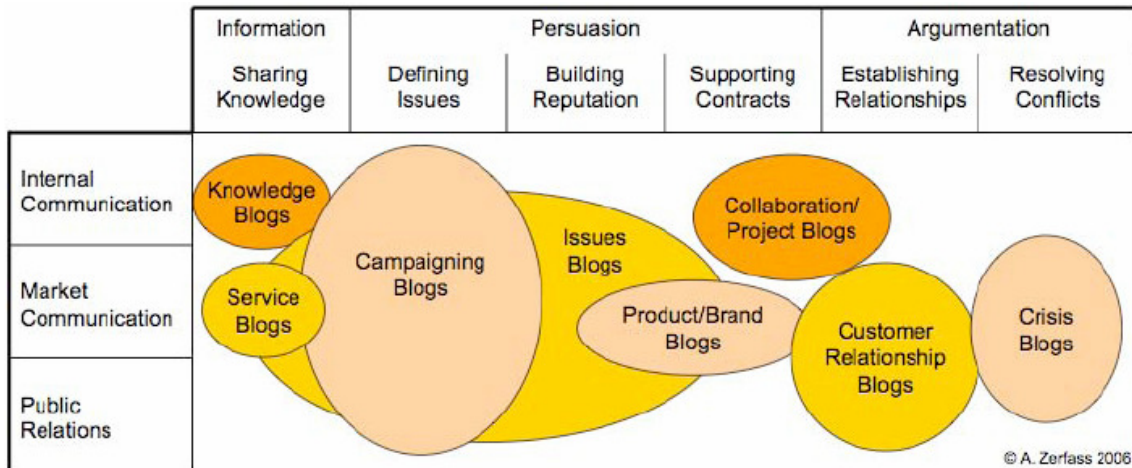 Information
Persuasion
Argumentation
Sharing
Knowledge
Defining
Issues
Building
Reputation
Supporting
Contracts
Establishing
Relationships
Resolving
Conflicts
Internal
Communication
Knowledge
Blogs
Collaboration/
Project Blogs
Issues
Blogs
Campaigning
Blogs
Market
Communication
Service
Blogs
Product/Brand
Blogs
Customer
Relationship
Blogs
Crisis
Blogs
Public
Relations
© A. Zerfass 2006